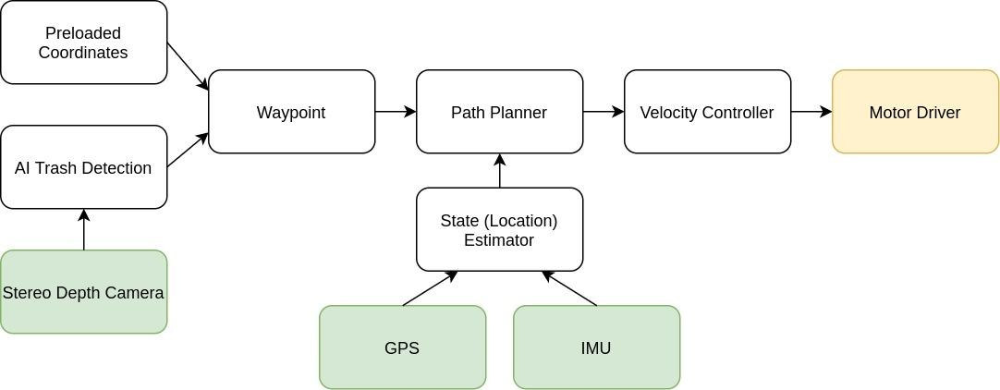 Preloaded
Coordinates
Waypoint
Path Planner
Velocity Controller
Motor Driver
AI Trash Detection
State (Location)
Estimator
Stereo Depth Camera
GPS
IMU